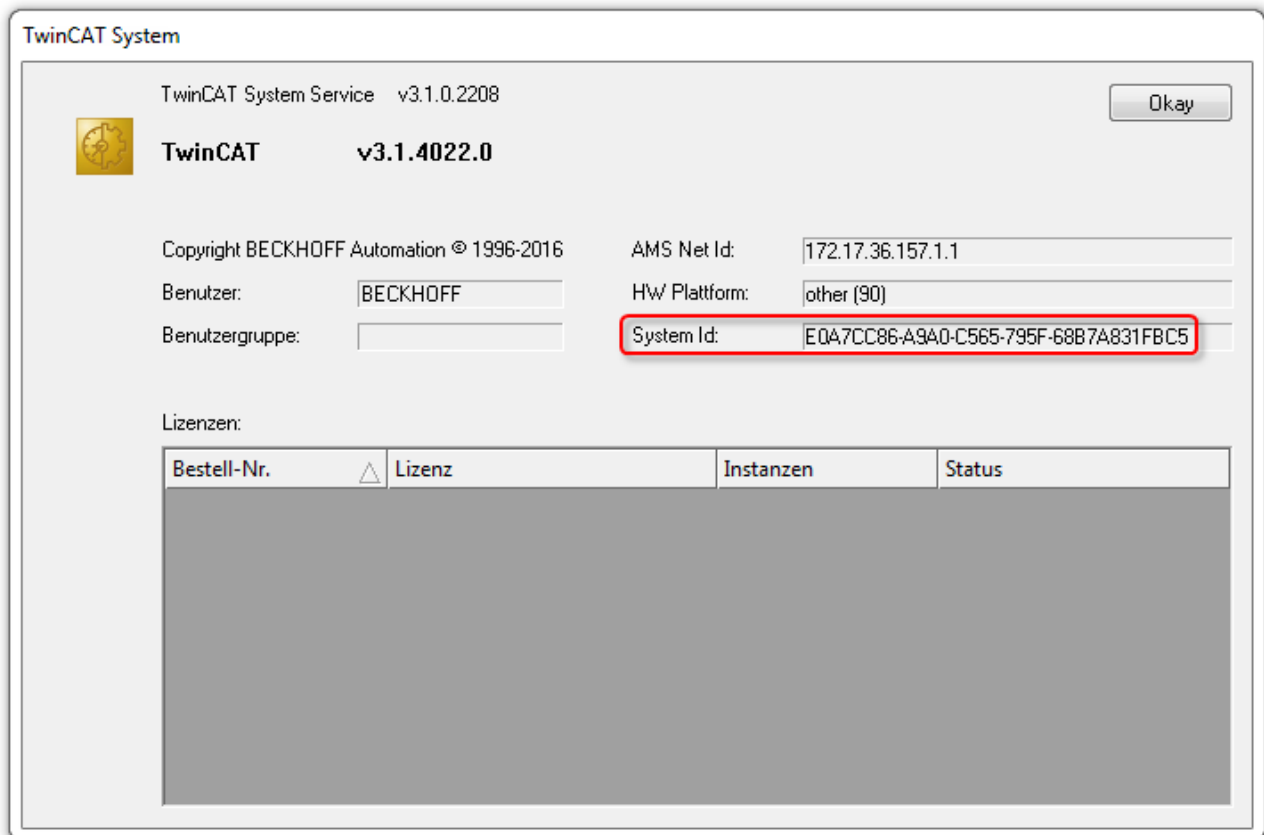 TwinCAT System
TwinCAT System Service v3.1.0.2208
Okay
TwinCAT v3.1.4022.0
Copyright BECKHOFF Automation © 1996-2016
AMS Net Id: 172.17.36.157.1.1
Benutzer: BECKHOFF
HW Plattform: other (90)
Benutzergruppe:
System Id: E0A7CC86-A9A0-C565-795F-68B7A831FBC5
Lizenzen:
Bestell-Nr. Lizenz Instanzen Status